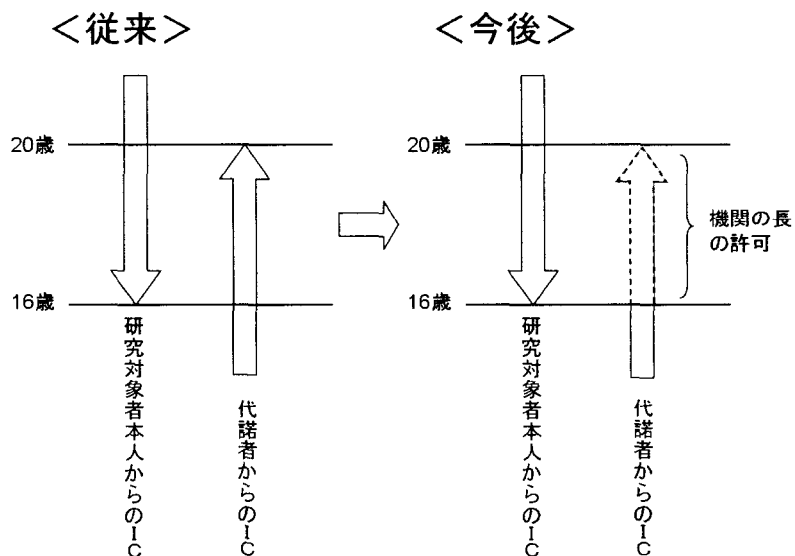 ＜従来＞
20歳
16歳
研究対象者本人からのIC
代諾者からのIC
＜今後＞
20歳
16歳
機関の長
の許可
研究対象者本人からのIC
代諾者からのIC